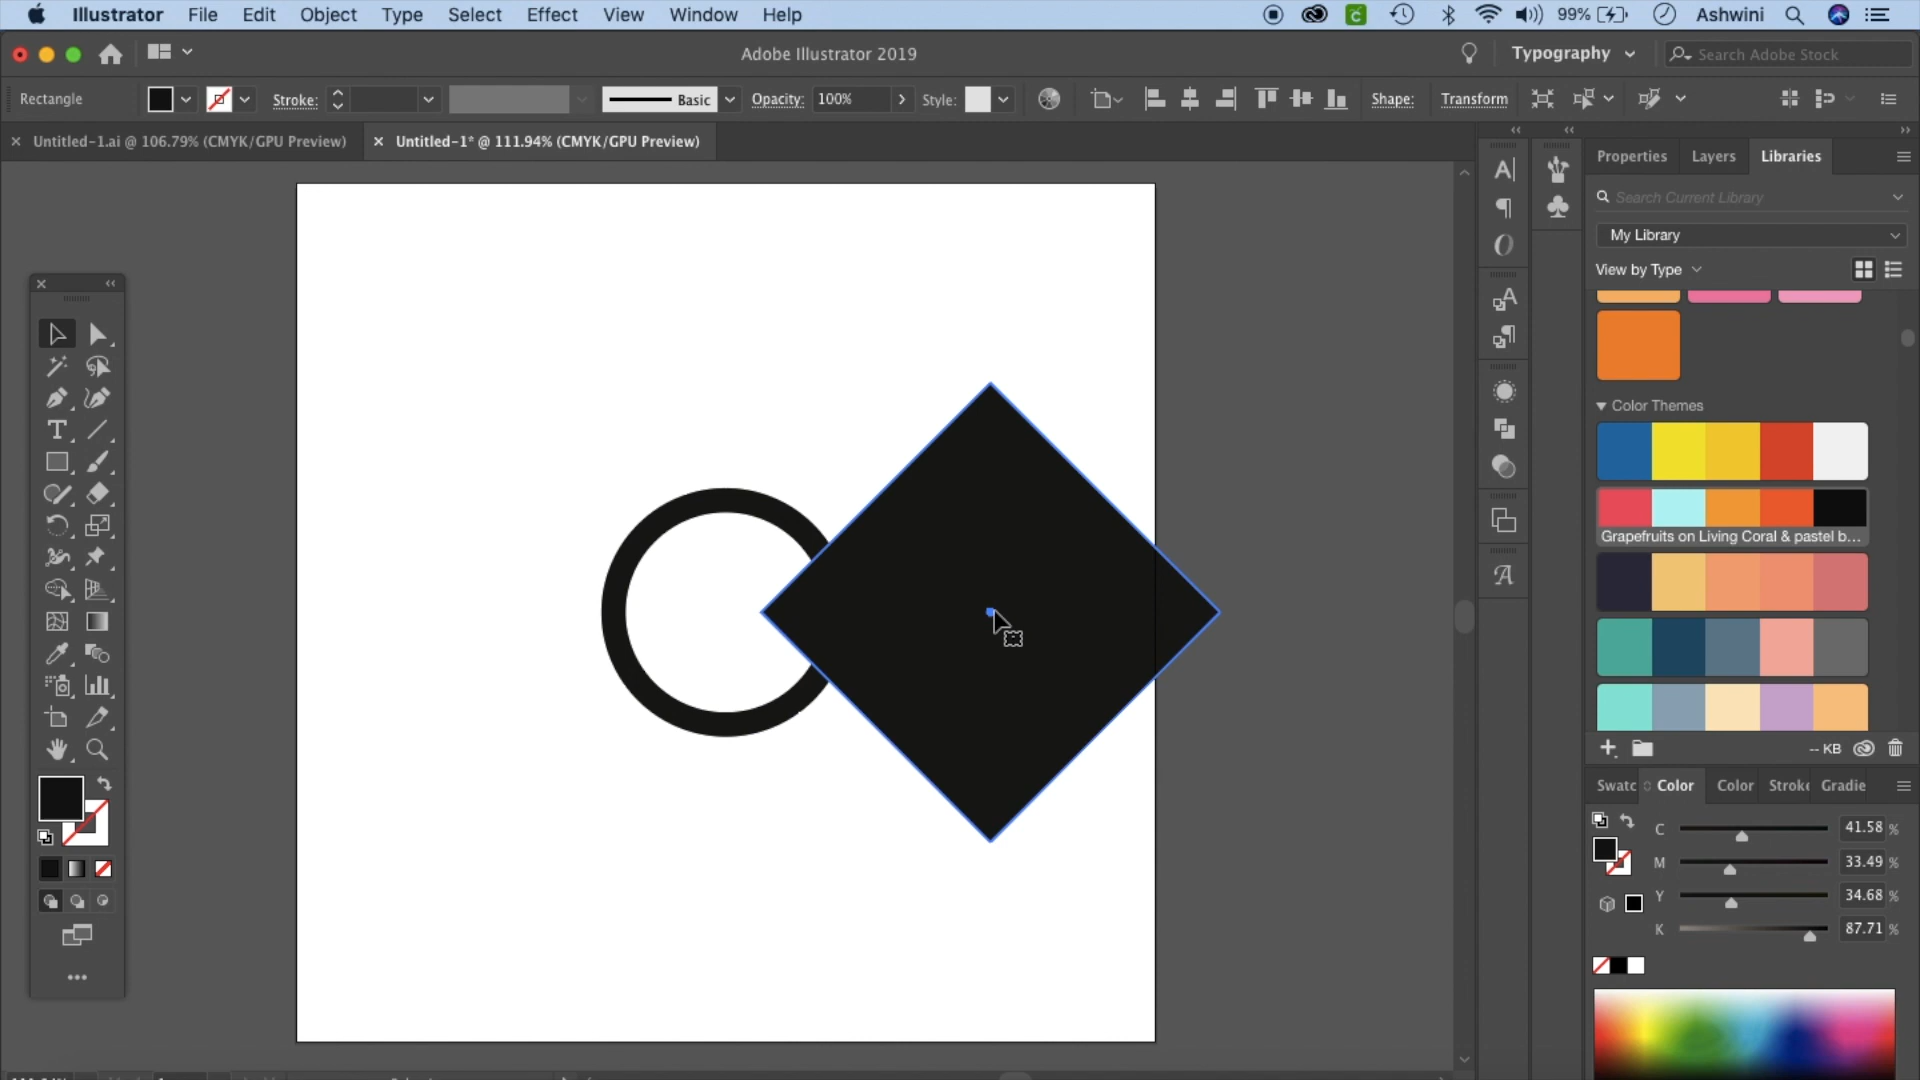 Illustrator File Edit Object Type Select Effect View Window Help 99% Ashwini
Adobe Illustrator 2019 Typography Search Adobe Stock
Rectangle Stroke: Basic Opacity: 100% Style: Shape: Transform
Untitled-1.ai @ 106.79% (CMYK/GPU Preview) Untitled-1* @ 111.94% (CMYK/GPU Preview)
Properties Layers Libraries
Search Current Library
My Library
View by Type
Color Themes
Grapefruits on Living Coral & pastel b...
-- KB
Swatc Color Color Stroke Gradie
C 41.58 %
M 33.49 %
Y 34.68 %
K 87.71 %